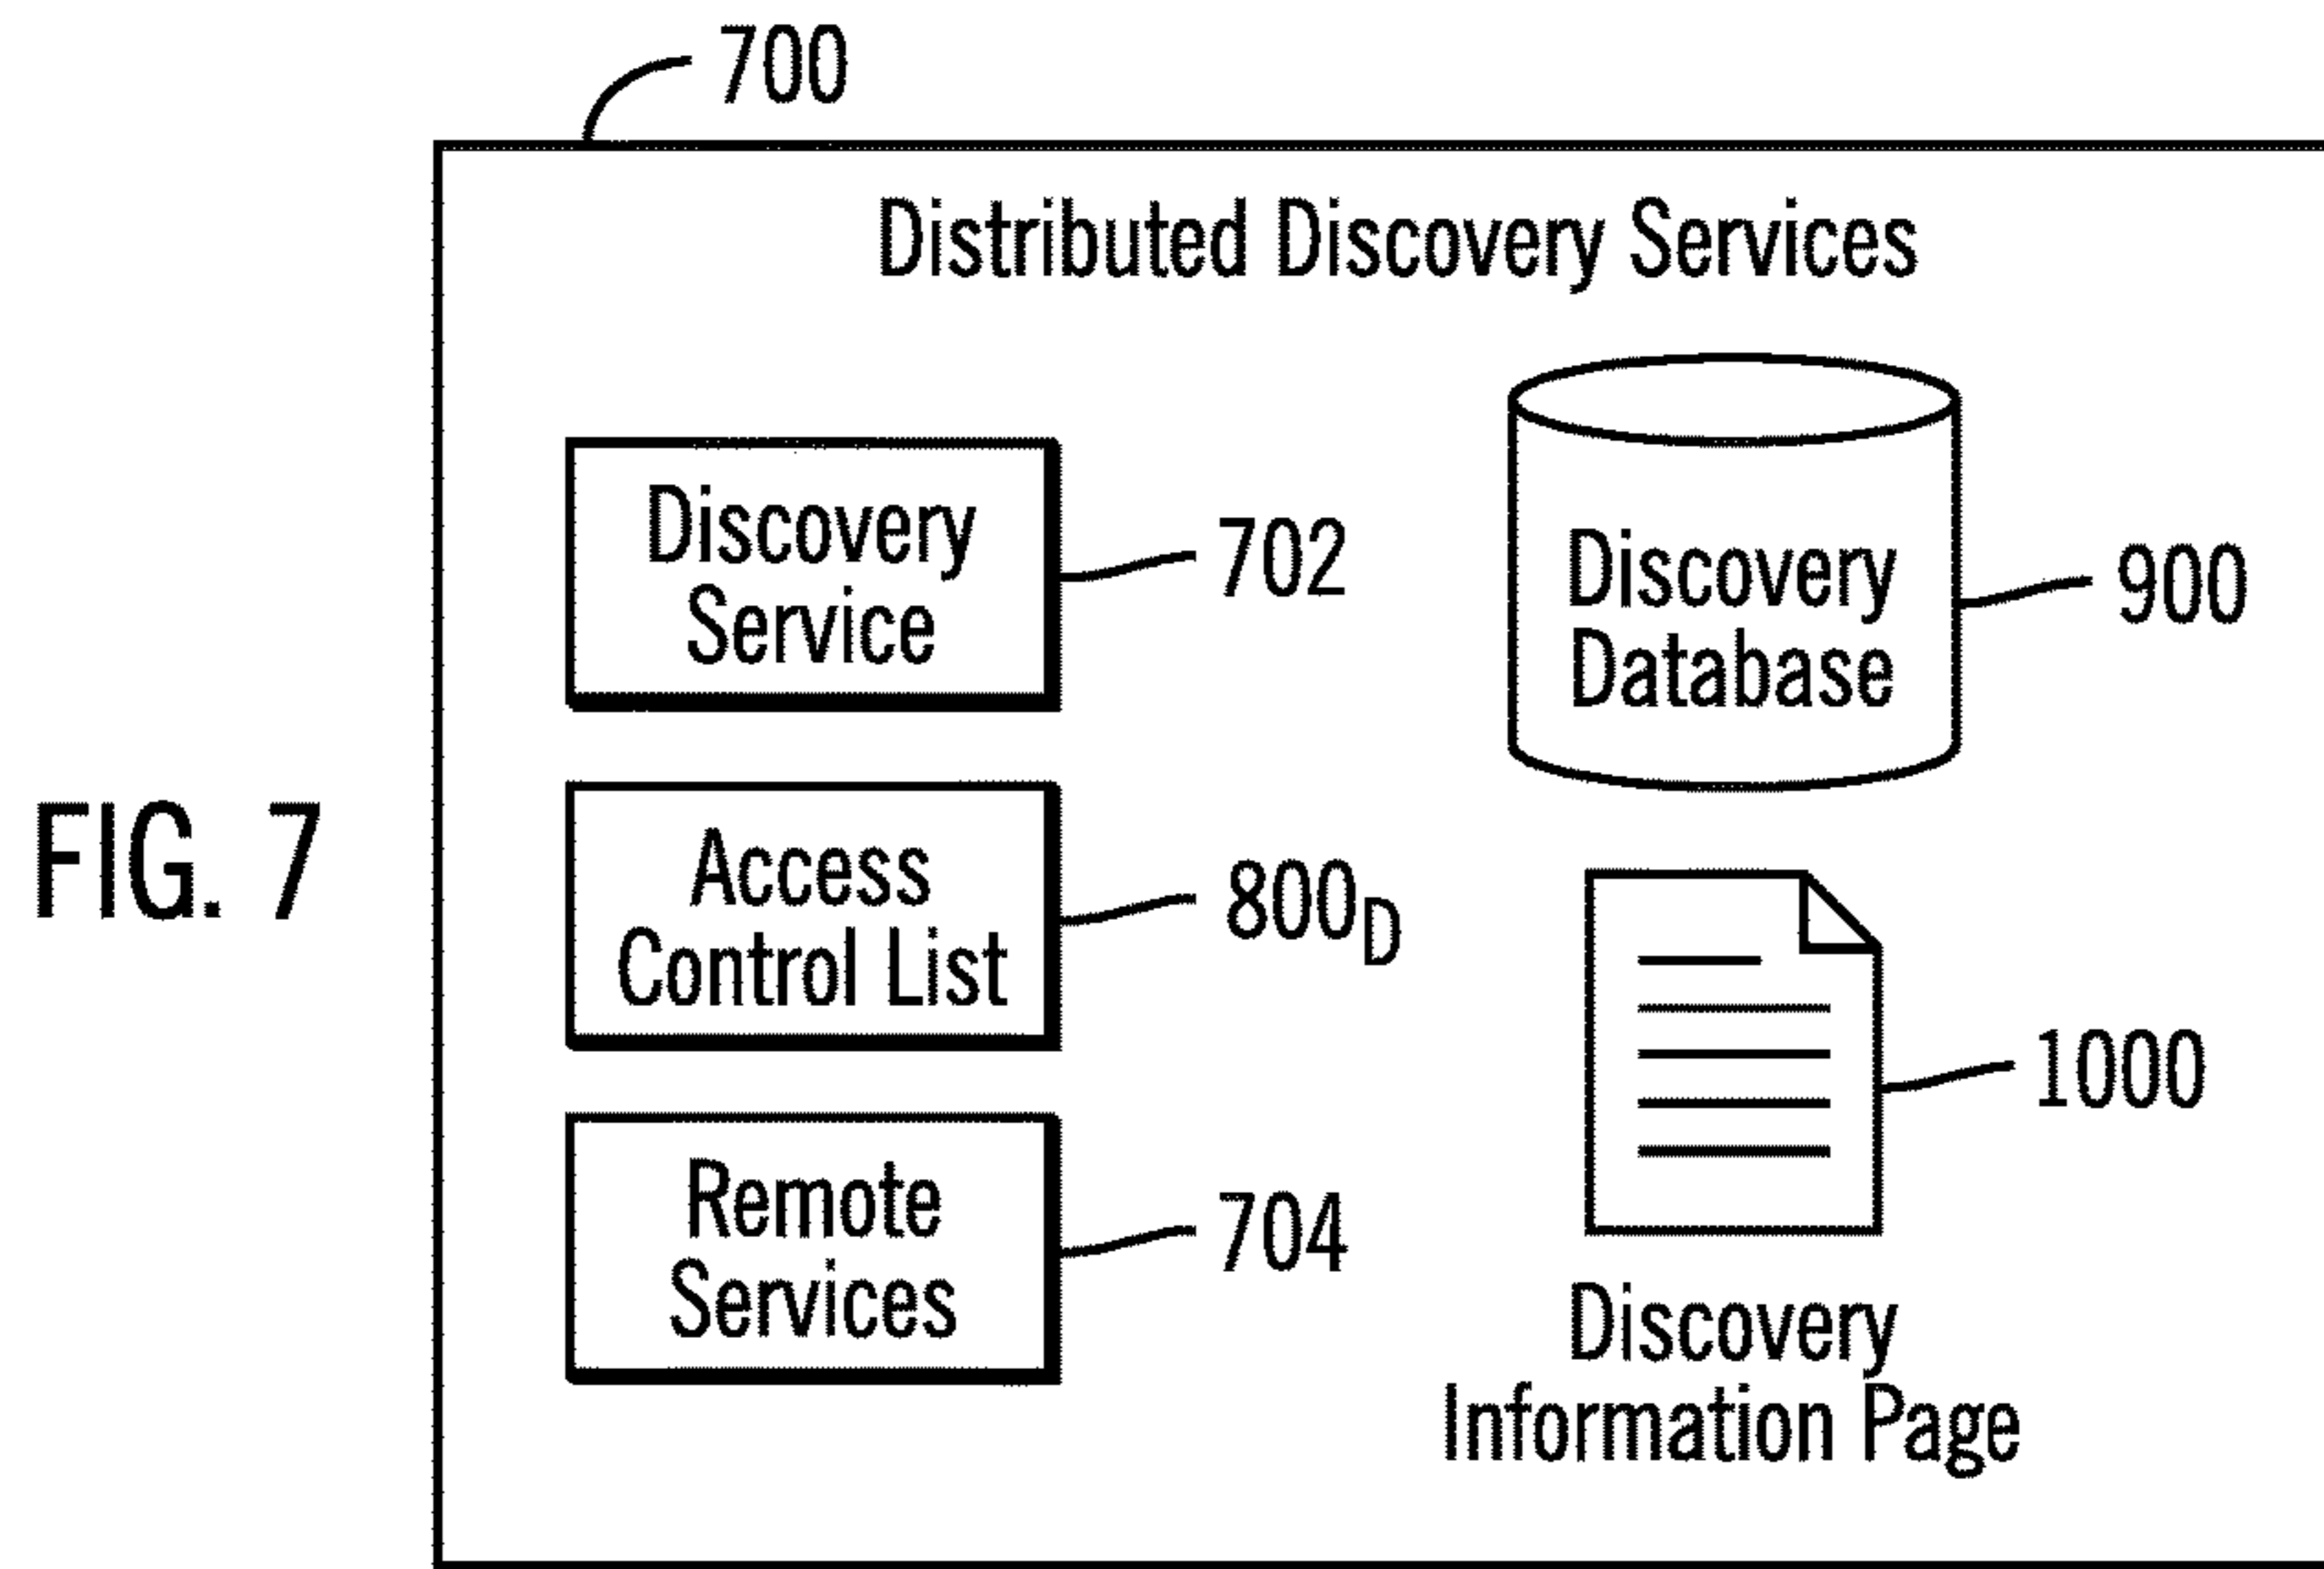 700
Distributed Discovery Services
Discovery
Service
702
Discovery
Database
900
FIG. 7
Access
Control List
800D
Remote
Services
704
1000
Discovery
Information Page